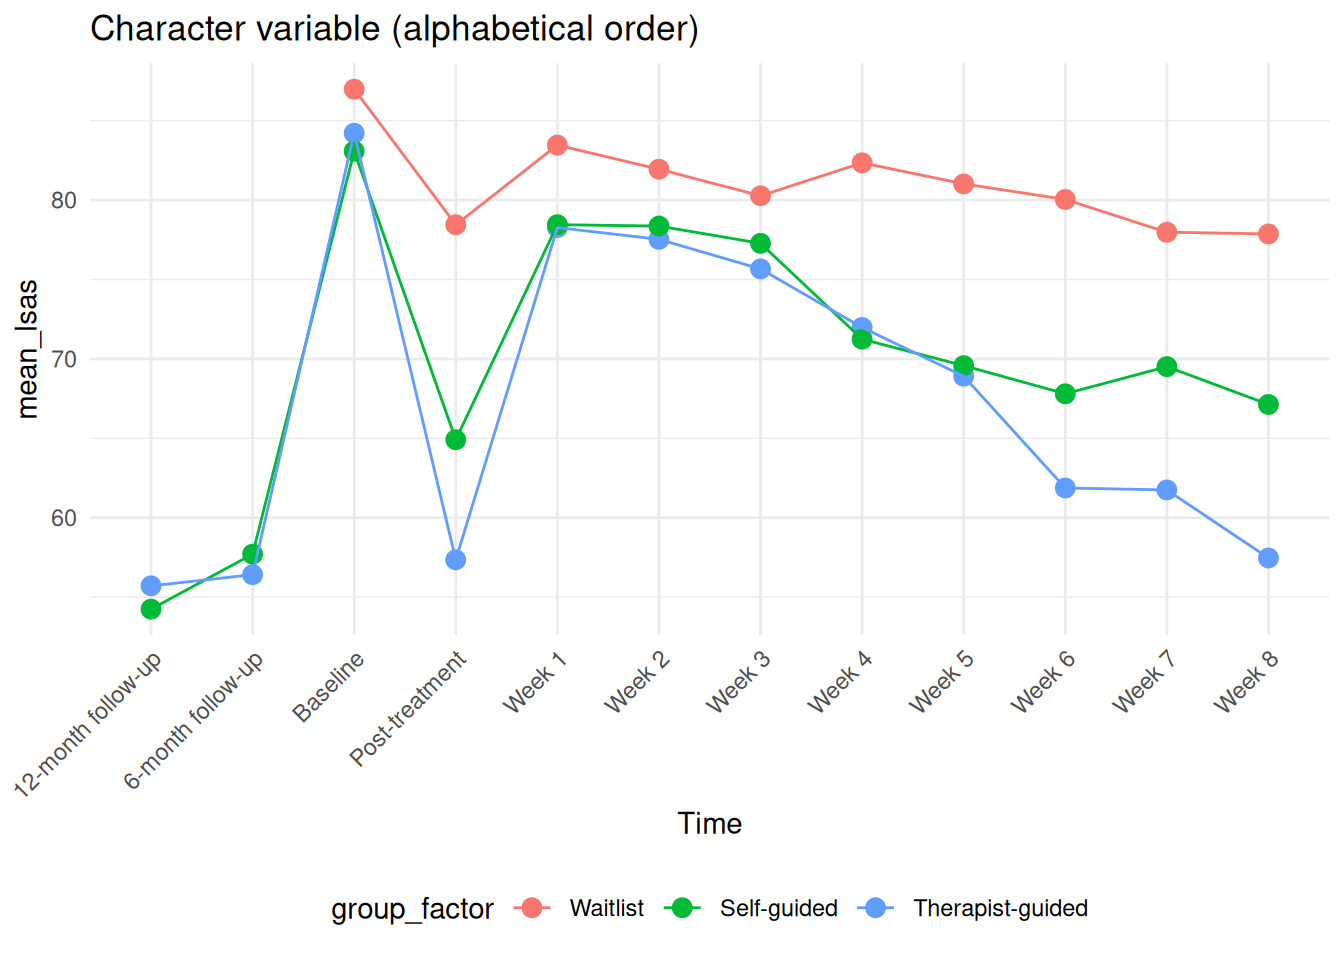 Character variable (alphabetical order)
mean_lsas
80
70
60
12-month follow-up
6-month follow-up
Baseline
Post-treatment
Week 1
Week 2
Week 3
Week 4
Week 5
Week 6
Week 7
Week 8
Time
group_factor Waitlist Self-guided Therapist-guided